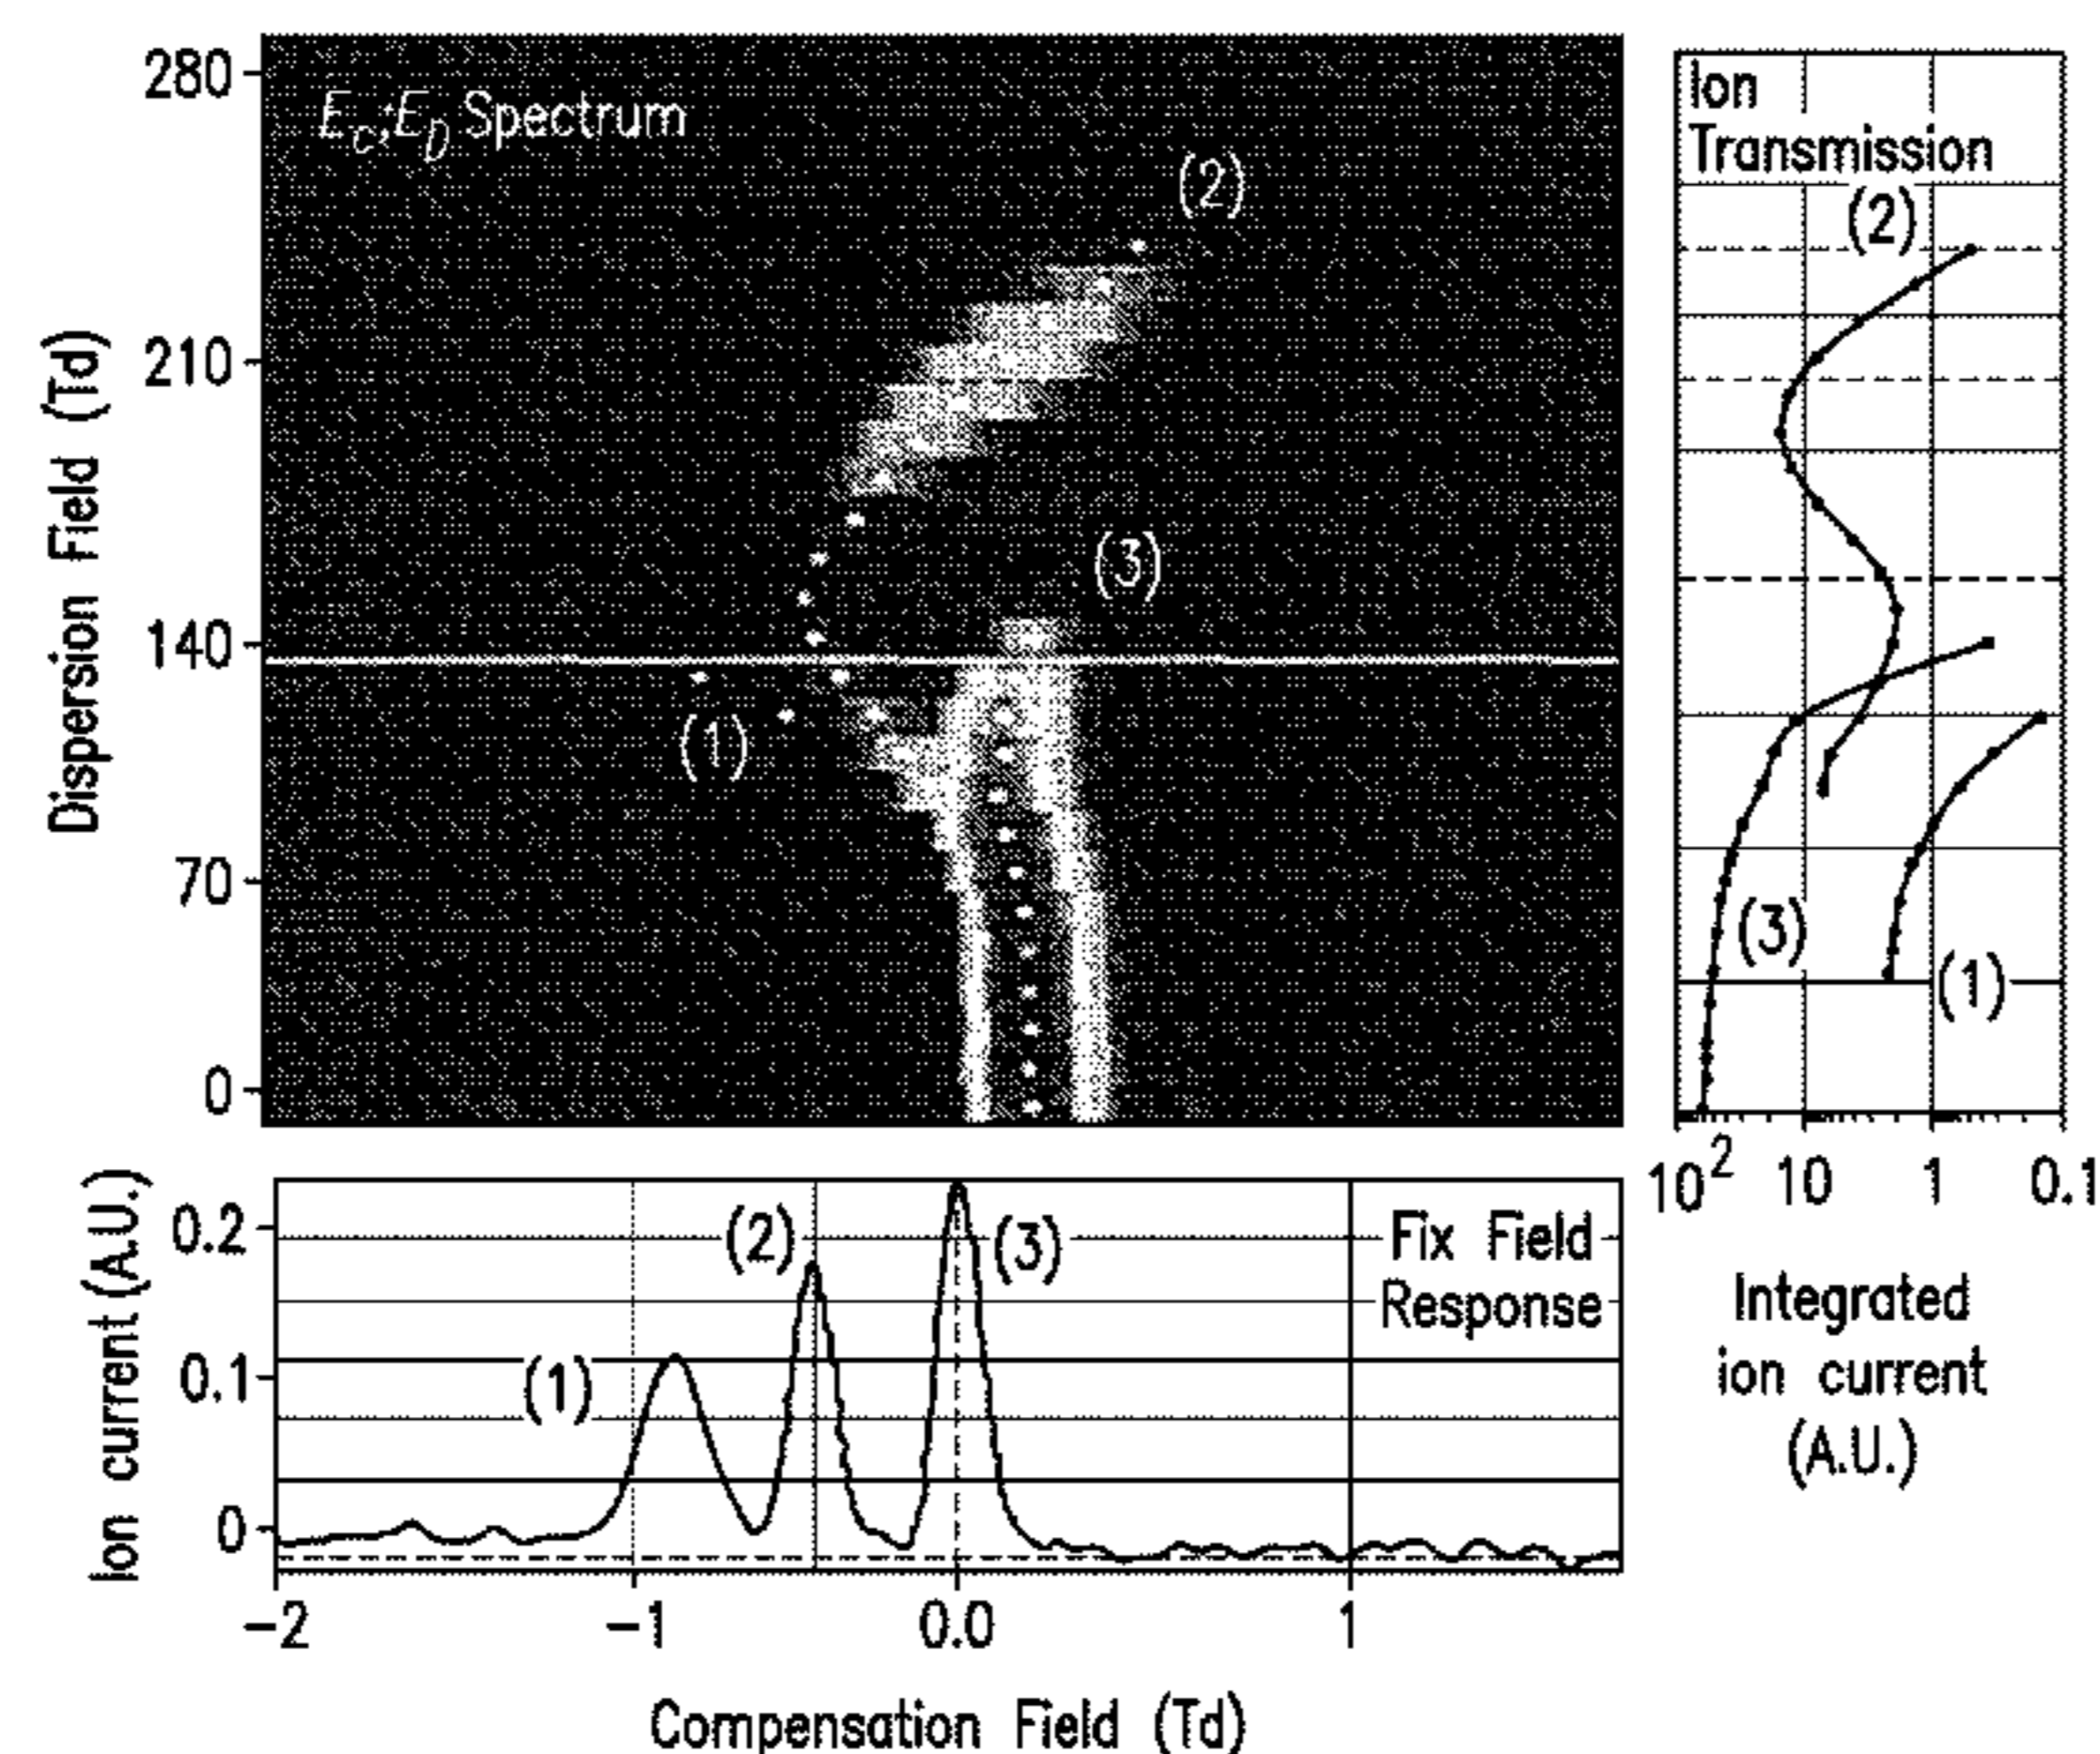 280
210
140
70
0
Dispersion Field (Td)
E_C;E_D Spectrum
(2)
(3)
(1)
Ion
Transmission
(2)
(3)
(1)
10²
10
1
0.1
Integrated
ion current
(A.U.)
Ion current (A.U.)
0.2
0.1
0
(1)
(2)
(3)
Fix Field
Response
-2
-1
0.0
1
Compensation Field (Td)